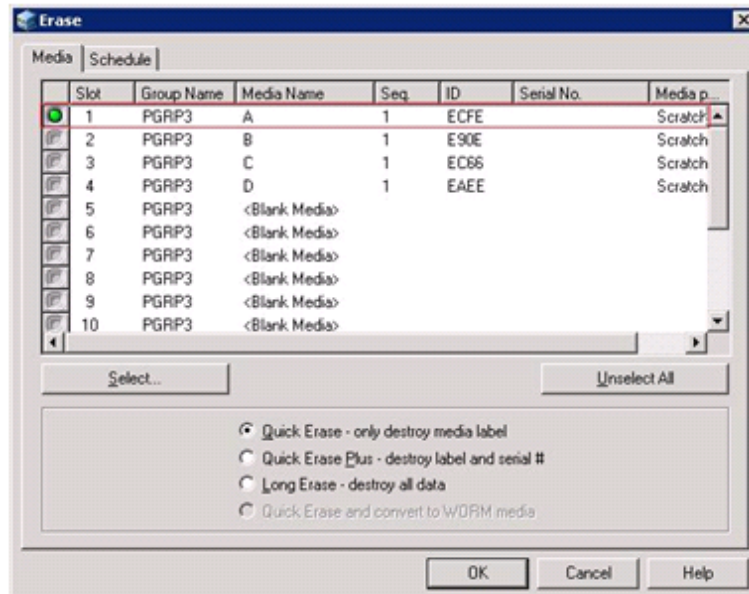 Erase
Media Schedule
Slot Group Name Media Name Seq. ID Serial No. Media p...
1 PGRP3 A 1 ECFE Scratch
2 PGRP3 B 1 E90E Scratch
3 PGRP3 C 1 EC66 Scratch
4 PGRP3 D 1 EAEE Scratch
5 PGRP3 <Blank Media>
6 PGRP3 <Blank Media>
7 PGRP3 <Blank Media>
8 PGRP3 <Blank Media>
9 PGRP3 <Blank Media>
10 PGRP3 <Blank Media>
Select... Unselect All
Quick Erase - only destroy media label
Quick Erase Plus - destroy label and serial #
Long Erase - destroy all data
Quick Erase and convert to WORM media
OK Cancel Help